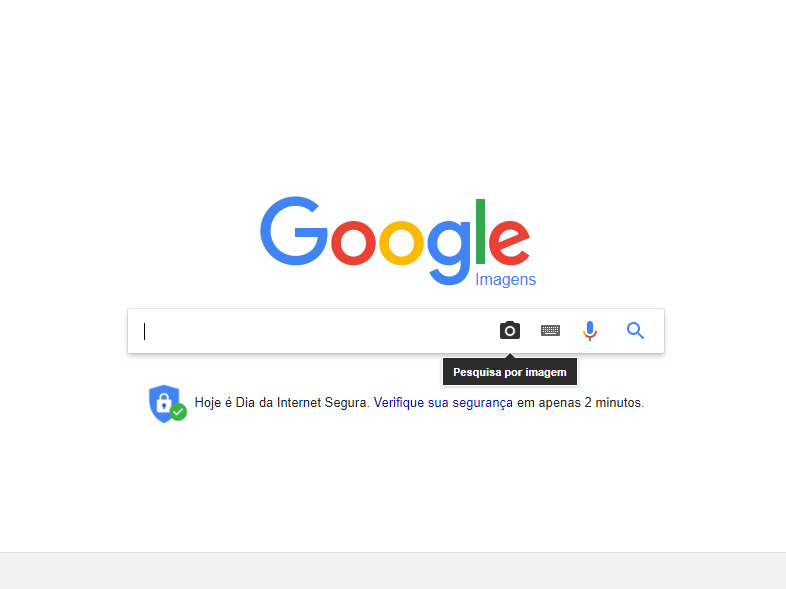 Google
Imagens
Pesquisa por imagem
Hoje é Dia da Internet Segura. Verifique sua segurança em apenas 2 minutos.